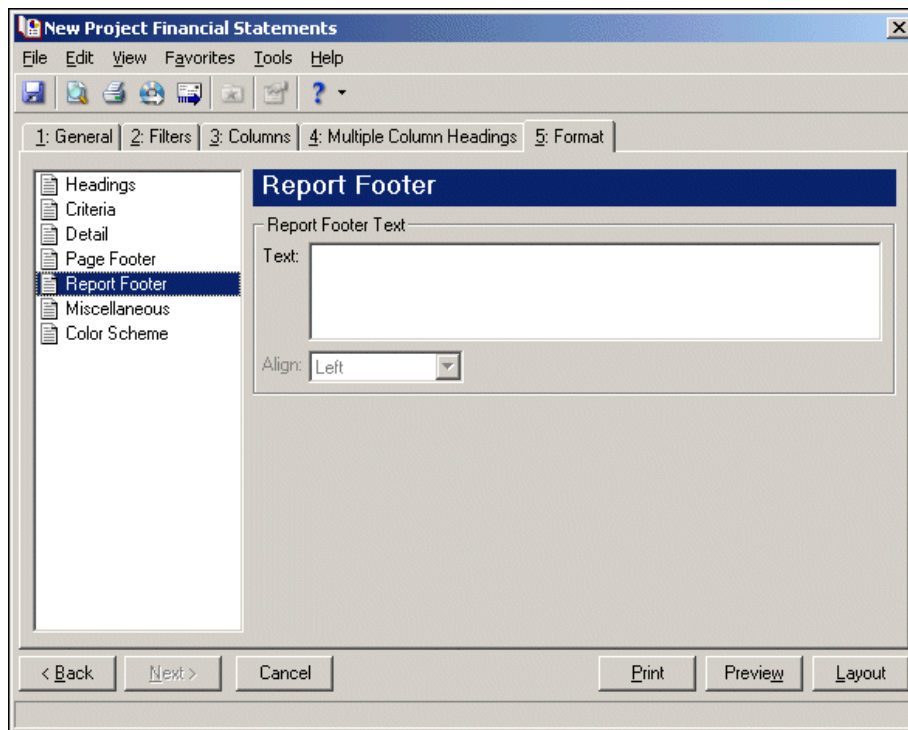 New Project Financial Statements
File Edit View Favorites Tools Help
?
1: General 2: Filters 3: Columns 4: Multiple Column Headings 5: Format
Headings
Criteria
Detail
Page Footer
Report Footer
Miscellaneous
Color Scheme
Report Footer
Report Footer Text
Text:
Align: Left
< Back Next > Cancel Print Preview Layout